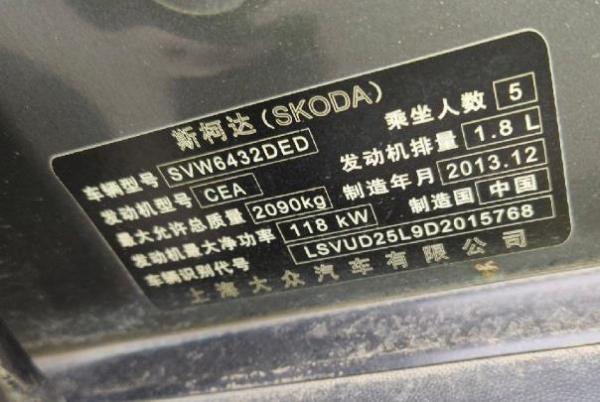 斯柯达(SKODA)
车辆型号 SVW6432DED 乘坐人数 5
发动机型号 CEA 发动机排量 1.8 L
最大允许总质量 2090kg 制造年月 2013.12
发动机最大净功率 118 kW 制造国 中国
车辆识别代号 LSVUD25L9D2015768
上海大众汽车有限公司